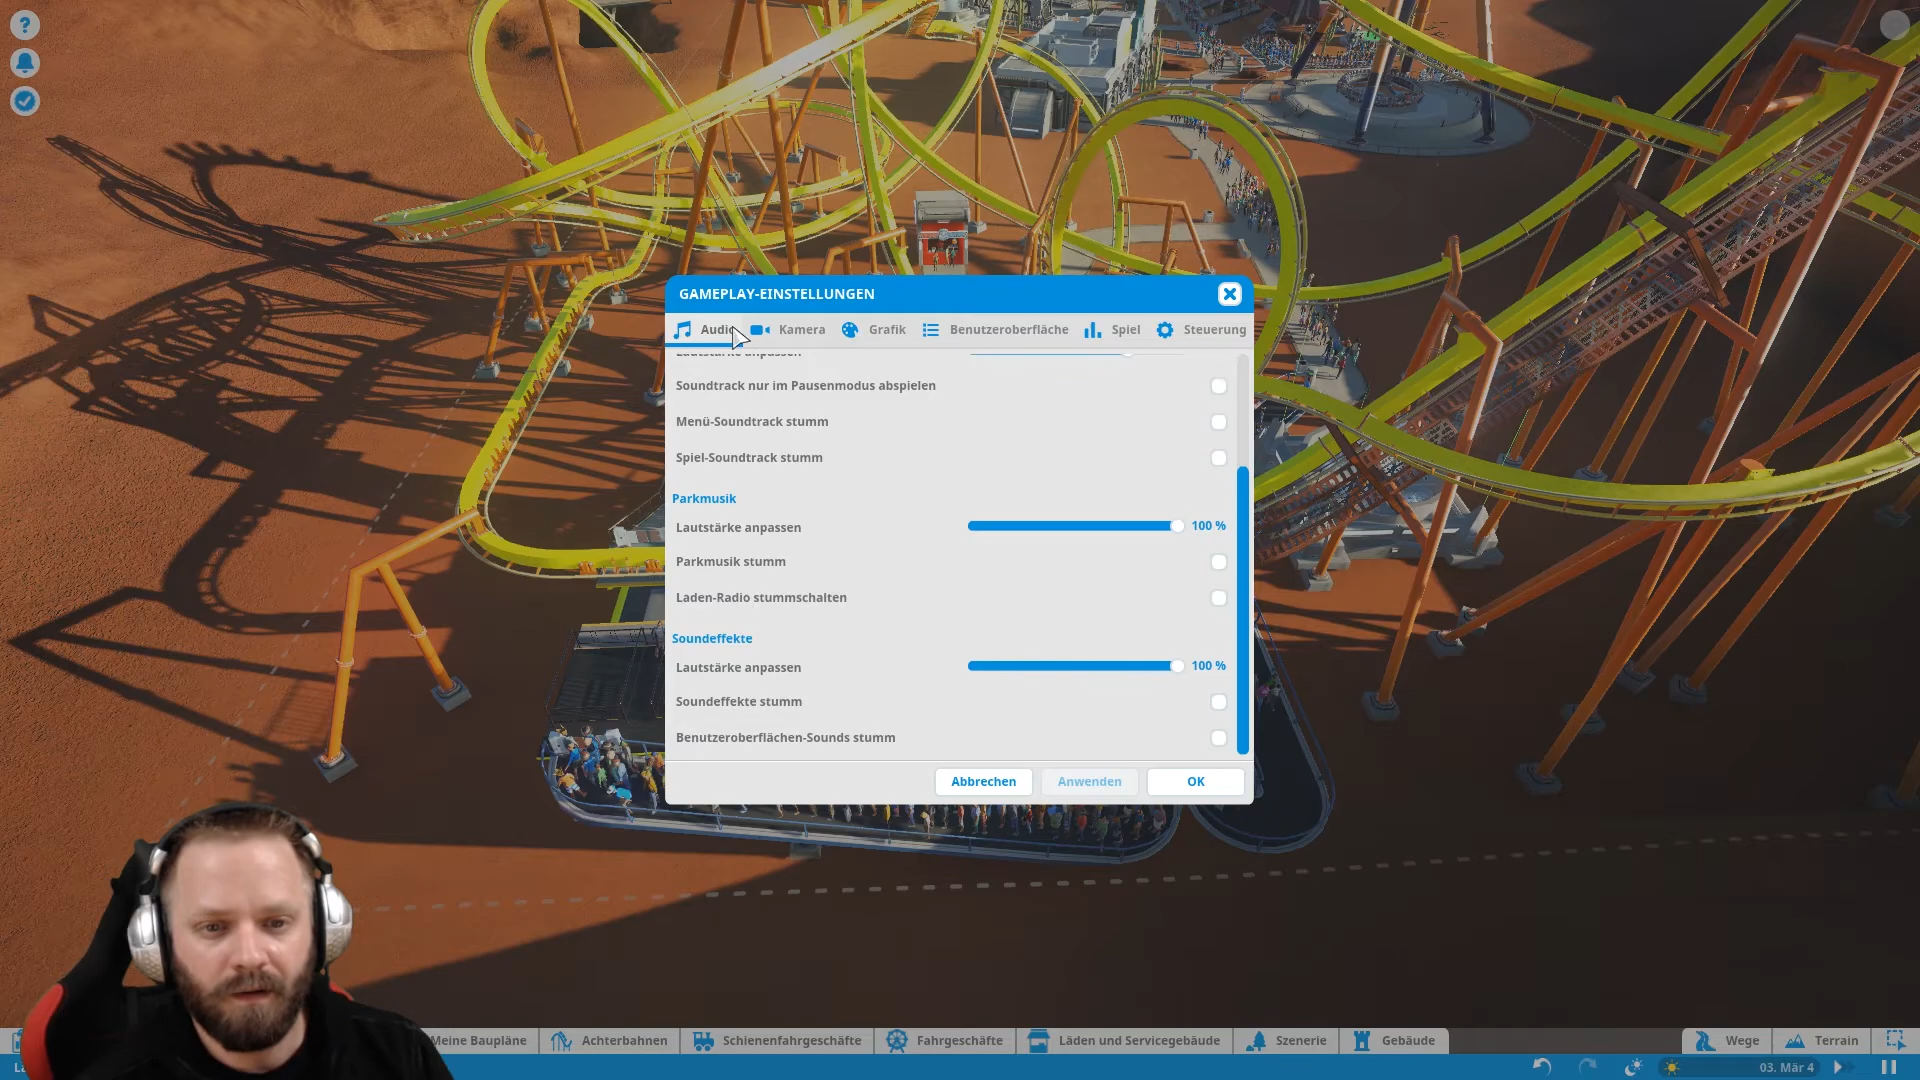 GAMEPLAY-EINSTELLUNGEN
Audio Kamera Grafik Benutzeroberfläche Spiel Steuerung
Lautstärke anpassen
Soundtrack nur im Pausenmodus abspielen
Menü-Soundtrack stumm
Spiel-Soundtrack stumm
Parkmusik
Lautstärke anpassen 100 %
Parkmusik stumm
Laden-Radio stummschalten
Soundeffekte
Lautstärke anpassen 100 %
Soundeffekte stumm
Benutzeroberflächen-Sounds stumm
Abbrechen Anwenden OK
Meine Baupläne Achterbahnen Schienenfahrgeschäfte Fahrgeschäfte Läden und Servicegebäude Szenerie Gebäude Wege Terrain
03. Mär 4